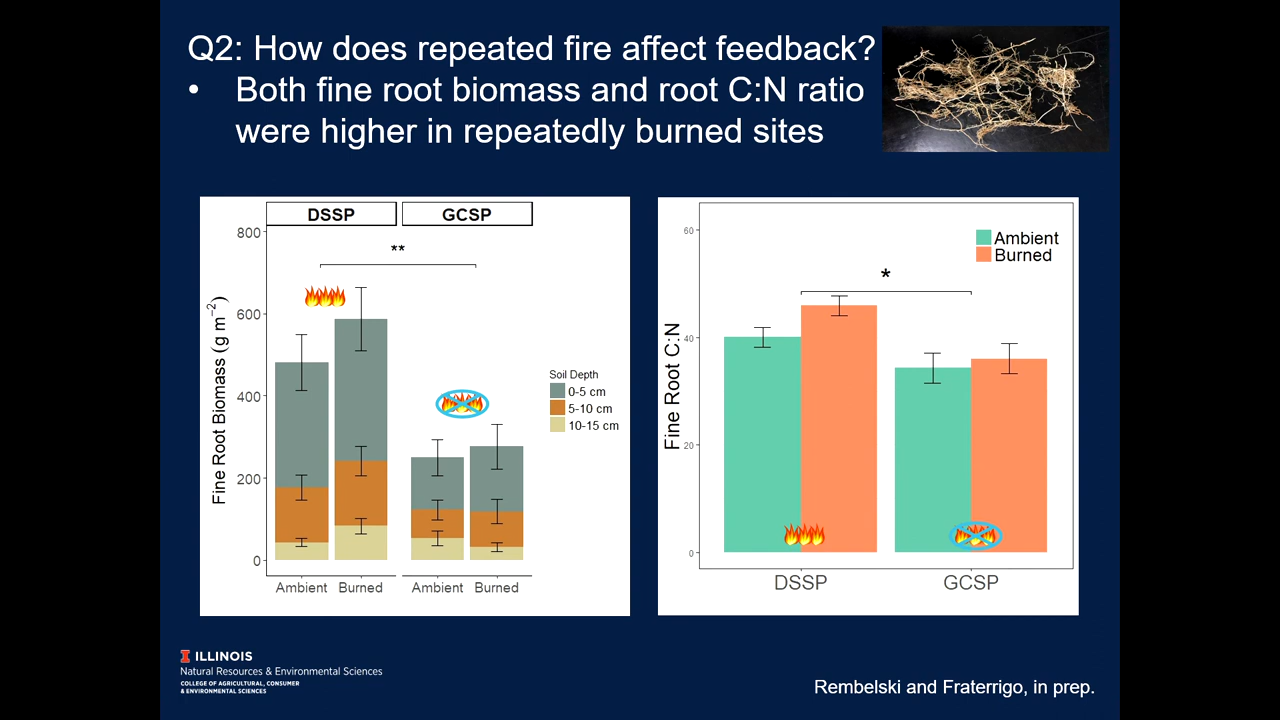 Q2: How does repeated fire affect feedback?
• Both fine root biomass and root C:N ratio
were higher in repeatedly burned sites
DSSP
GCSP
**
800
600
400
200
0
Fine Root Biomass (g m⁻²)
Ambient
Burned
Ambient
Burned
Soil Depth
0-5 cm
5-10 cm
10-15 cm
60
40
20
0
Fine Root C:N
*
Ambient
Burned
DSSP
GCSP
I ILLINOIS
Natural Resources & Environmental Sciences
COLLEGE OF AGRICULTURAL, CONSUMER
& ENVIRONMENTAL SCIENCES
Rembelski and Fraterrigo, in prep.